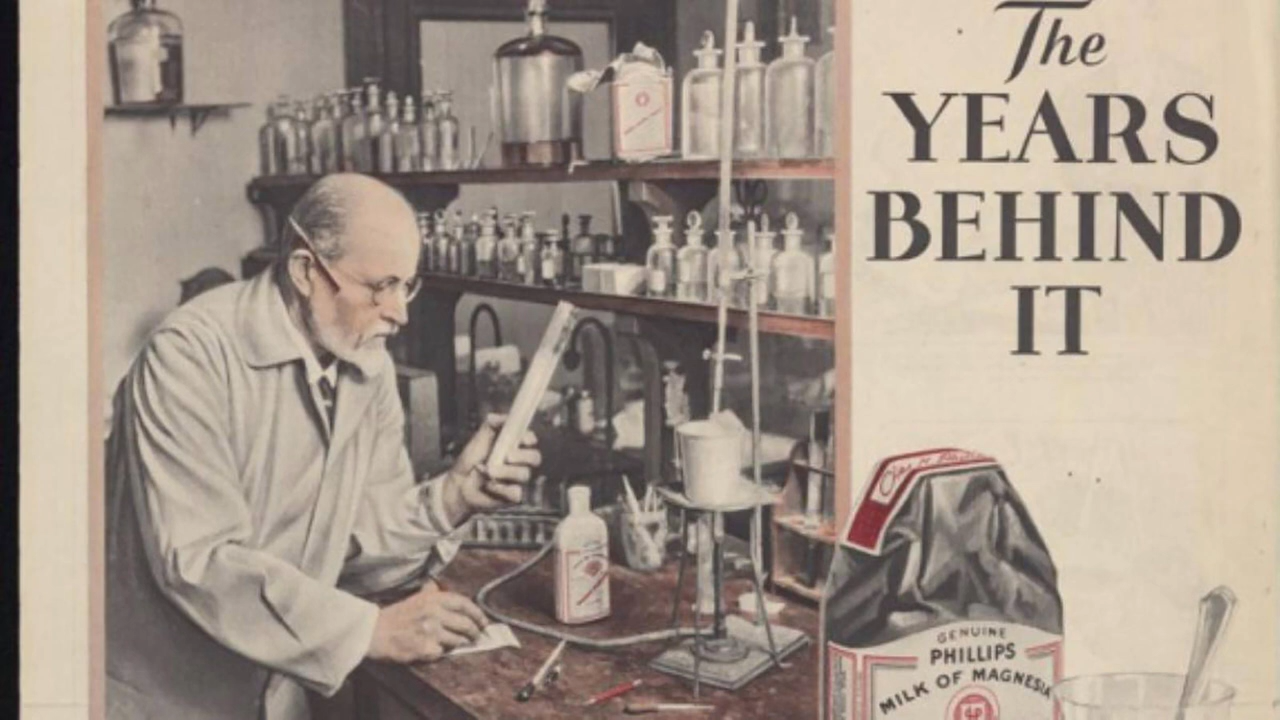 The
YEARS
BEHIND
IT
GENUINE
PHILLIPS
MILK OF MAGNESIA